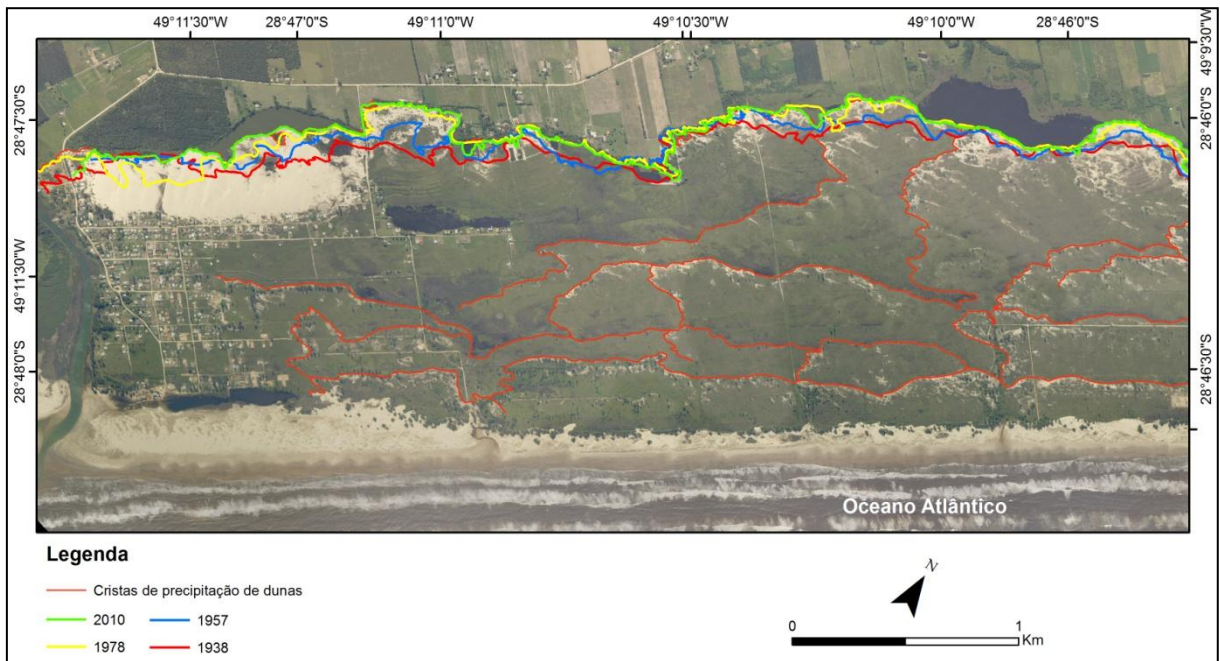 49°11'30"W
28°47'0"S
49°11'0"W
49°10'30"W
49°10'0"W
28°46'0"S
49°9'30"W
28°47'30"S
28°46'0"S
49°11'30"W
28°48'0"S
28°46'30"S
Oceano Atlântico
Legenda
Cristas de precipitação de dunas
2010
1957
1978
1938
N
0
1
Km